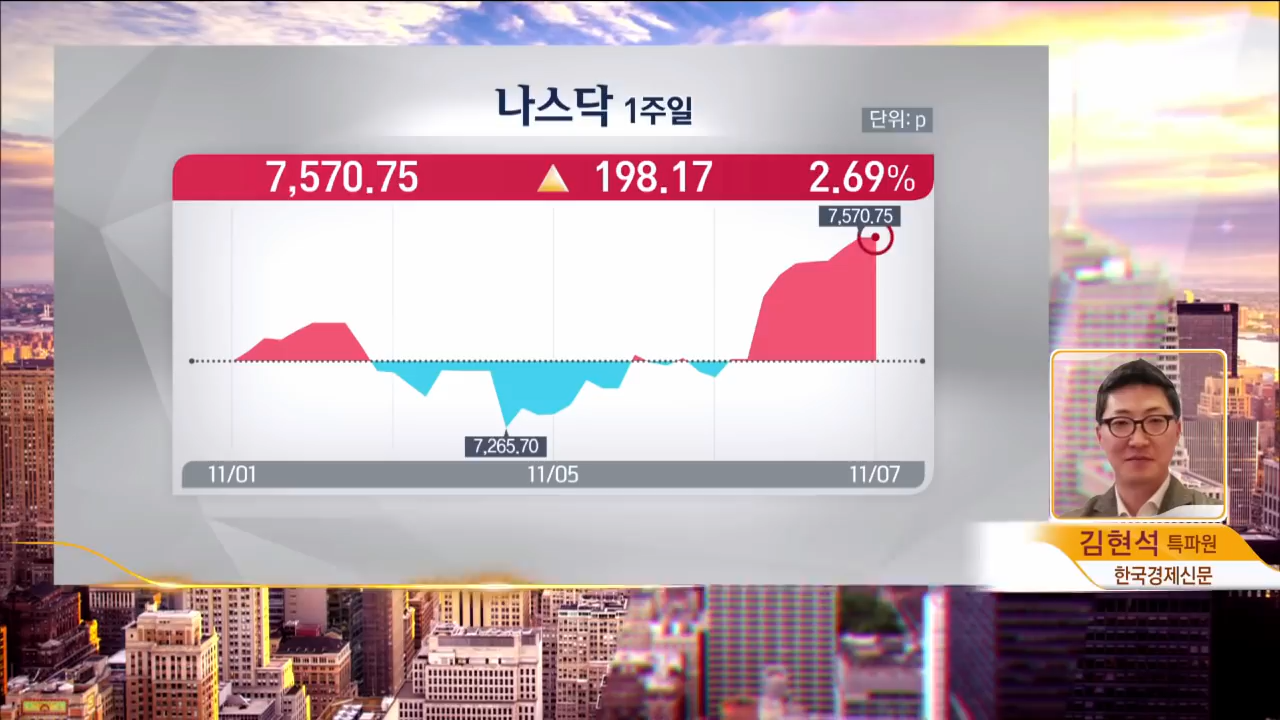 나스닥 1주일
단위: p
7,570.75 ▲ 198.17 2.69%
7,570.75
7,265.70
11/01 11/05 11/07
김현석 특파원
한국경제신문